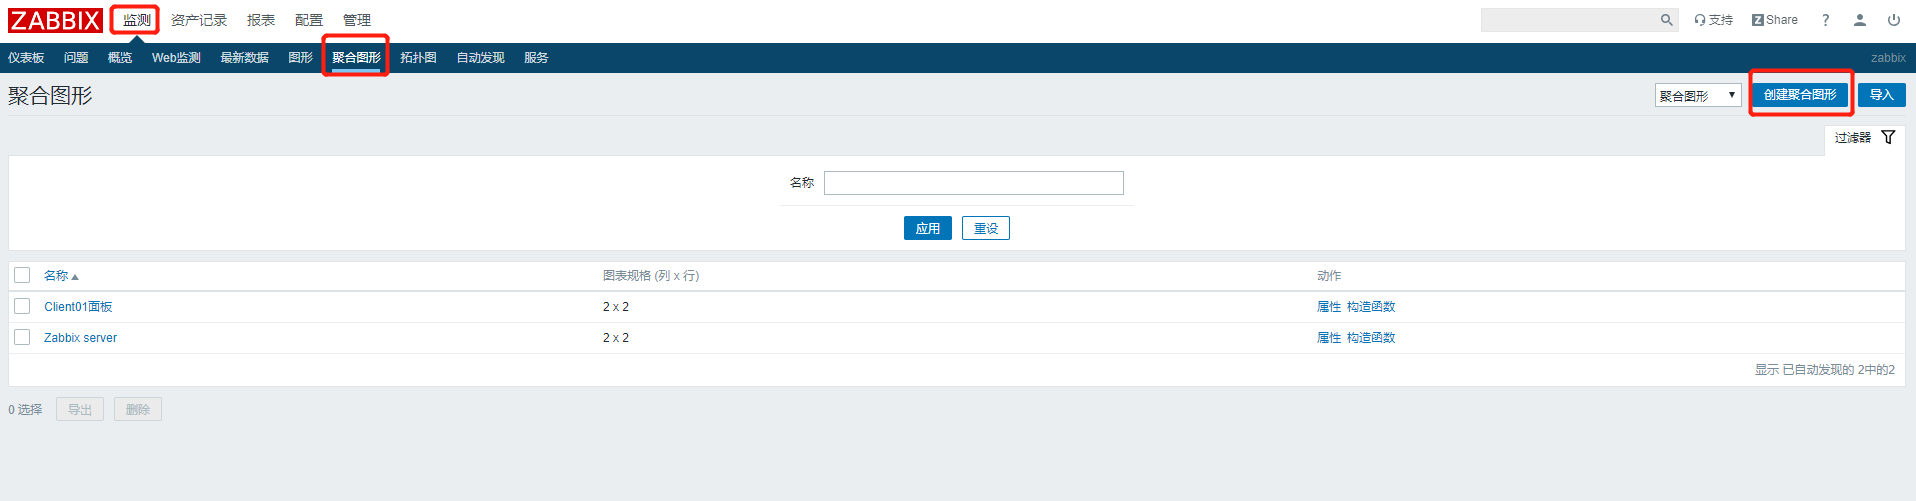 ZABBIX 监测 资产记录 报表 配置 管理 支持 Z Share ?
仪表板 问题 概览 Web监测 最新数据 图形 聚合图形 拓扑图 自动发现 服务 zabbix
聚合图形 聚合图形 创建聚合图形 导入
过滤器
名称
应用 重设
名称 图表规格 (列 x 行) 动作
Client01面板 2 x 2 属性 构造函数
Zabbix server 2 x 2 属性 构造函数
显示 已自动发现的 2中的2
0 选择 导出 删除